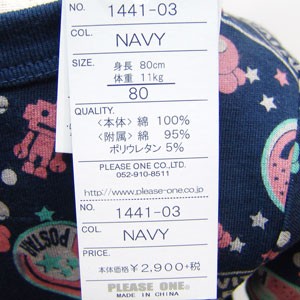 NO. 1441-03
COL. NAVY
SIZE. 身長 80cm
体重 11kg
80
QUALITY.
〈本体〉綿 100%
〈附属〉綿 95%
ポリウレタン 5%
PLEASE ONE CO.,LTD.
052-910-8511
http://www.please-one.co.jp
NO. 1441-03
COL. NAVY
PRICE.
本体価格 ¥2,900+税
PLEASE ONE.
MADE IN CHINA
POSTM